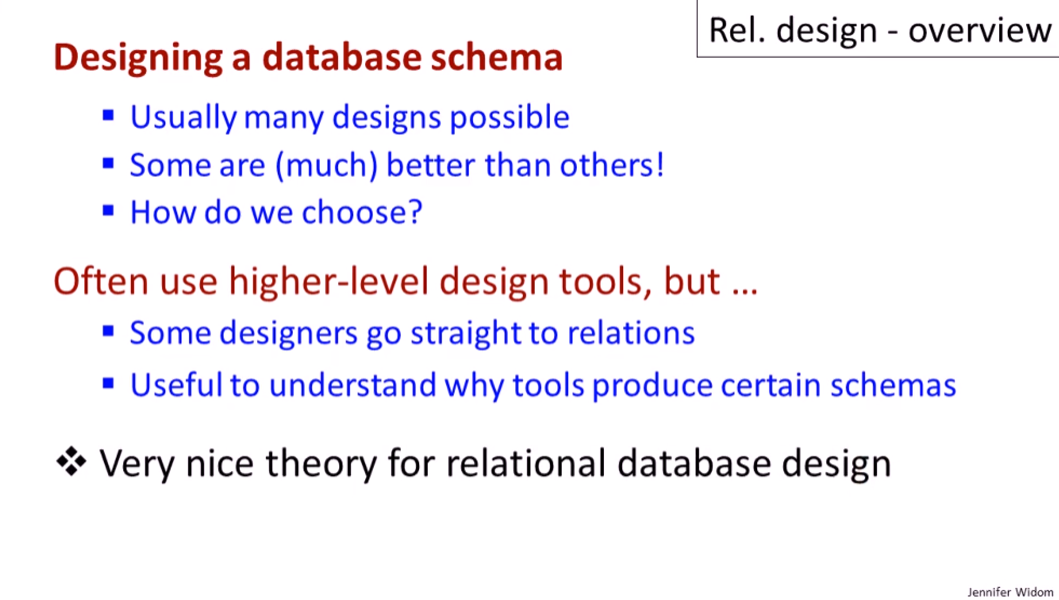 Rel. design - overview
Designing a database schema
▪ Usually many designs possible
▪ Some are (much) better than others!
▪ How do we choose?
Often use higher-level design tools, but ...
▪ Some designers go straight to relations
▪ Useful to understand why tools produce certain schemas
❖ Very nice theory for relational database design
Jennifer Widom